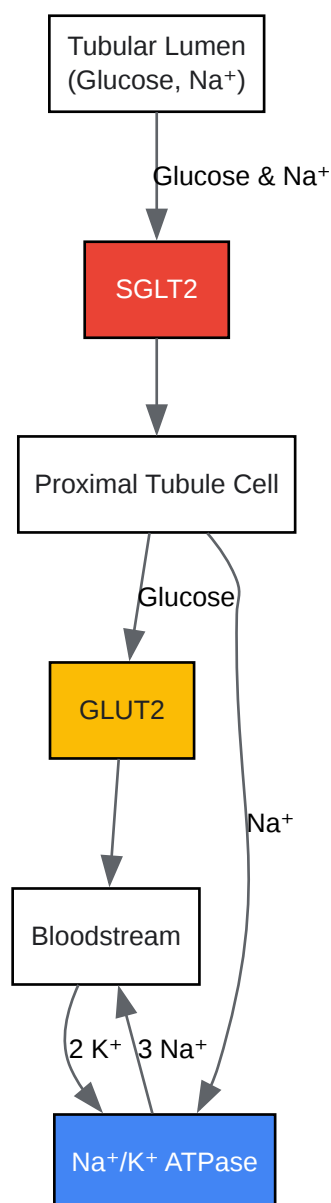 Tubular Lumen
(Glucose, Na⁺)
Glucose & Na⁺
SGLT2
Proximal Tubule Cell
Glucose
GLUT2
Na⁺
Bloodstream
2 K⁺
3 Na⁺
Na⁺/K⁺ ATPase